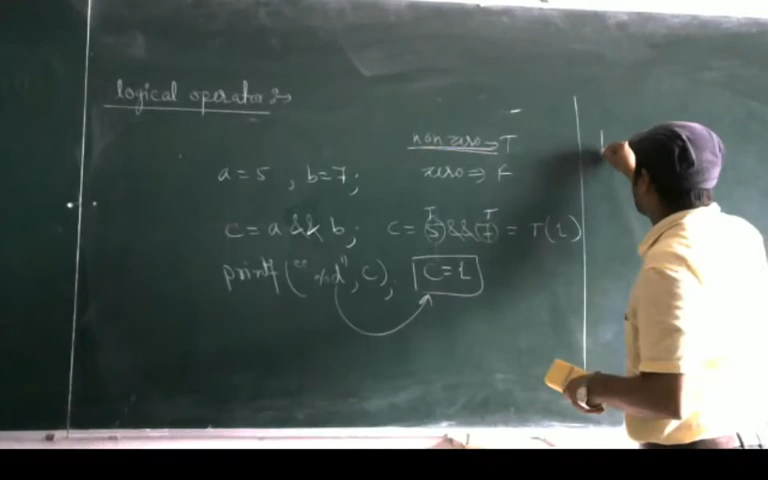 logical operators
non zero → T
a = 5 , b = 7;
zero ⇒ F
c = a && b;
T T
C = 5 && 7 = T(1)
printf("%d", c),
C = 1